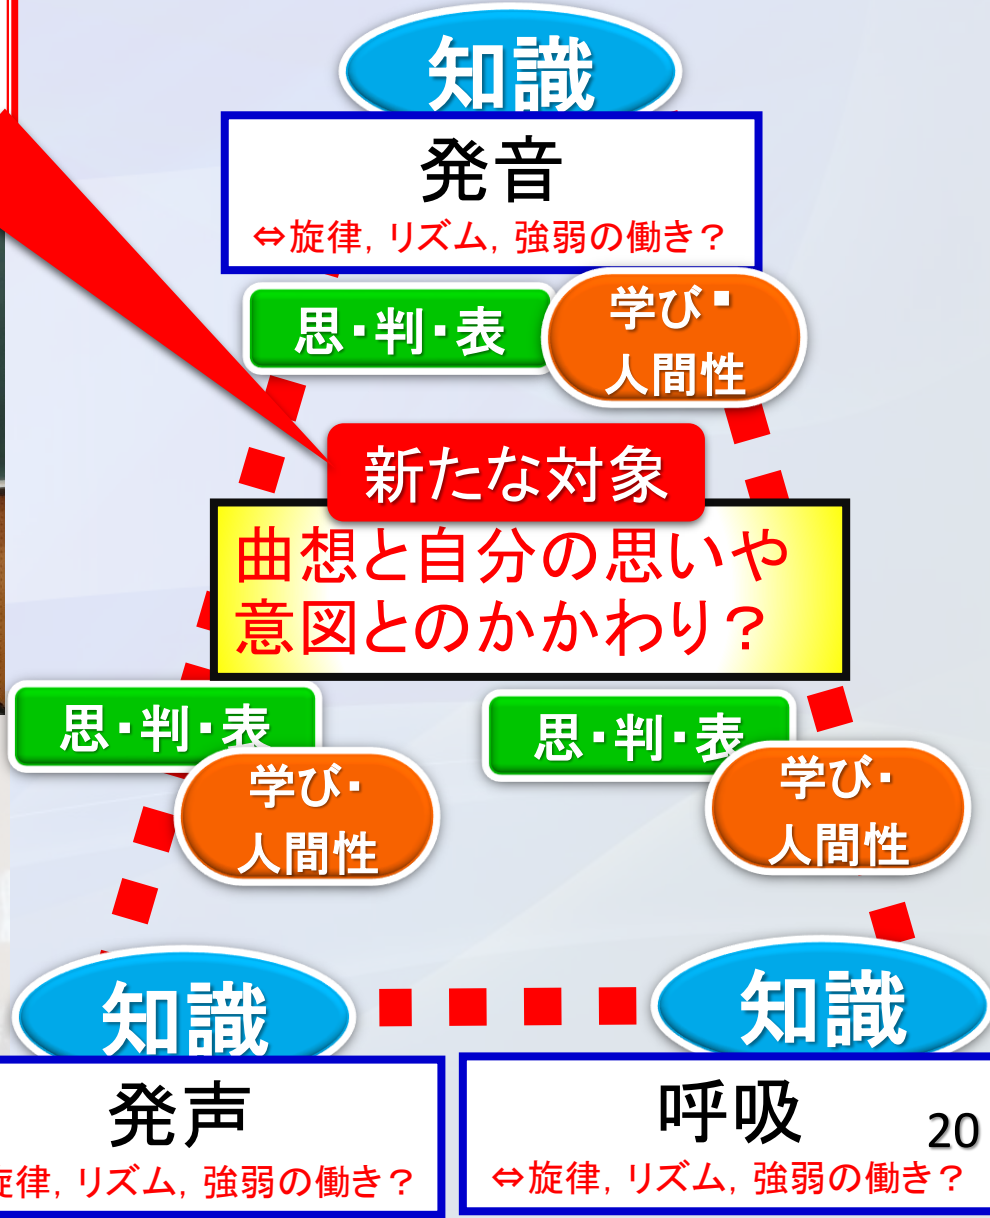 知識
発音
⇔旋律，リズム，強弱の働き？
思・判・表
学び・
人間性
新たな対象
曲想と自分の思いや
意図とのかかわり？
思・判・表
学び・
人間性
思・判・表
学び・
人間性
知識
発声
律，リズム，強弱の働き？
知識
呼吸
⇔旋律，リズム，強弱の働き？
20